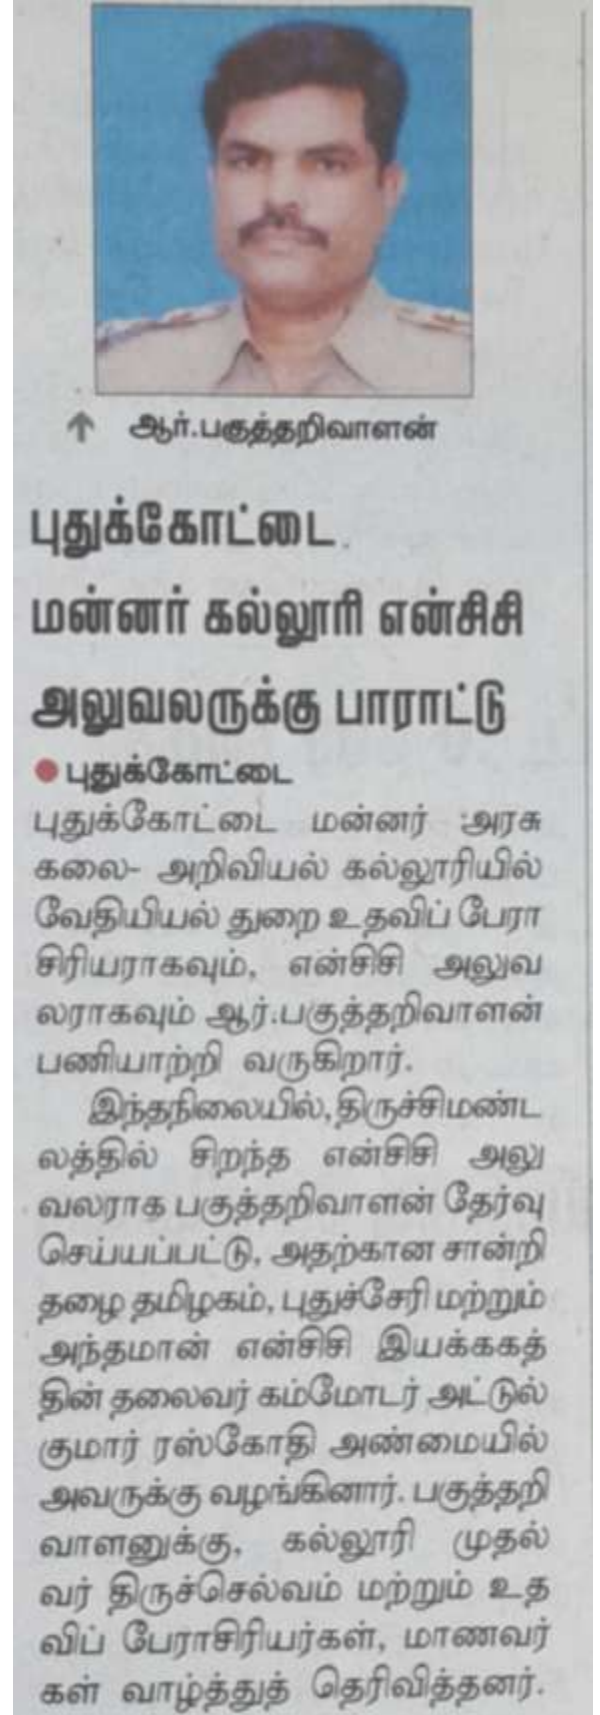 ஆர்.பகுத்தறிவாளன்
புதுக்கோட்டை
மன்னர் கல்லூரி என்சிசி
அலுவலருக்கு பாராட்டு
புதுக்கோட்டை
புதுக்கோட்டை மன்னர் அரசு
கலை- அறிவியல் கல்லூரியில்
வேதியியல் துறை உதவிப் பேரா
சிரியராகவும், என்சிசி அலுவ
லராகவும் ஆர்.பகுத்தறிவாளன்
பணியாற்றி வருகிறார்.
இந்தநிலையில், திருச்சிமண்ட
லத்தில் சிறந்த என்சிசி அலு
வலராக பகுத்தறிவாளன் தேர்வு
செய்யப்பட்டு, அதற்கான சான்றி
தழை தமிழகம், புதுச்சேரி மற்றும்
அந்தமான் என்சிசி இயக்ககத்
தின் தலைவர் கம்மோடர் அட்டுல்
குமார் ரஸ்கோதி அண்மையில்
அவருக்கு வழங்கினார். பகுத்தறி
வாளனுக்கு, கல்லூரி முதல்
வர் திருச்செல்வம் மற்றும் உத
விப் பேராசிரியர்கள், மாணவர்
கள் வாழ்த்துத் தெரிவித்தனர்.